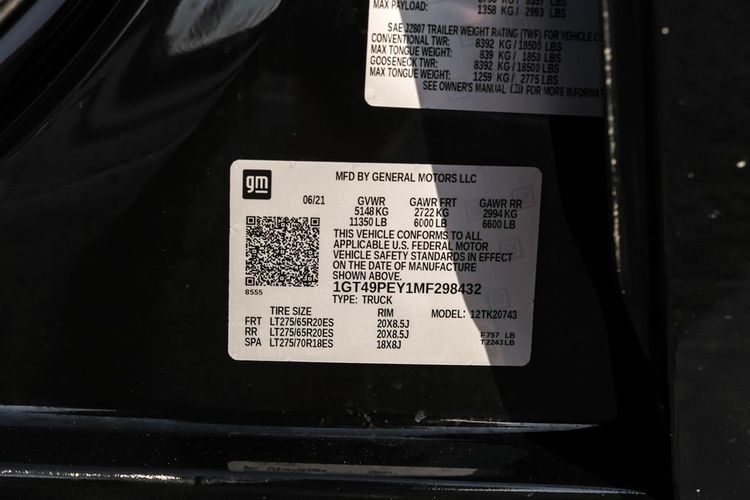 MAX PAYLOAD:
1358 KG / 2993 LBS
SAE J2807 TRAILER WEIGHT RATING (TWR) FOR VEHICLE C
CONVENTIONAL TWR: 8392 KG / 18500 LBS
MAX TONGUE WEIGHT: 839 KG / 1850 LBS
GOOSENECK TWR: 8392 KG / 18500 LBS
MAX TONGUE WEIGHT: 1259 KG / 2775 LBS
SEE OWNER'S MANUAL FOR MORE INFORMA
gm
MFD BY GENERAL MOTORS LLC
06/21 GVWR GAWR FRT GAWR RR
5148 KG 2722 KG 2994 KG
11350 LB 6000 LB 6600 LB
THIS VEHICLE CONFORMS TO ALL
APPLICABLE U.S. FEDERAL MOTOR
VEHICLE SAFETY STANDARDS IN EFFECT
ON THE DATE OF MANUFACTURE
SHOWN ABOVE.
8555 1GT49PEY1MF298432
TYPE: TRUCK
TIRE SIZE RIM MODEL: 12TK20743
FRT LT275/65R20ES 20X8.5J
RR LT275/65R20ES 20X8.5J F 757 LB
SPA LT275/70R18ES 18X8J T 2243 LB